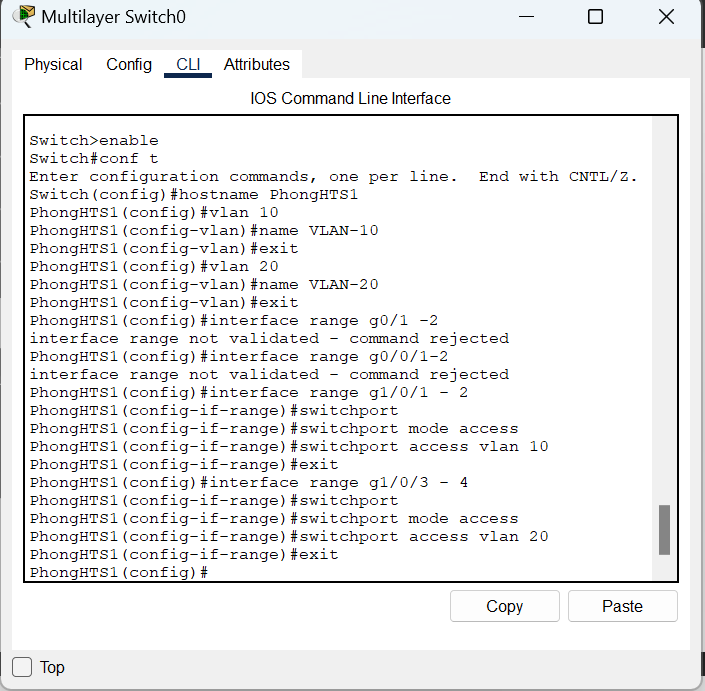 Multilayer Switch0
Physical Config CLI Attributes
IOS Command Line Interface
Switch>enable
Switch#conf t
Enter configuration commands, one per line.  End with CNTL/Z.
Switch(config)#hostname PhongHTS1
PhongHTS1(config)#vlan 10
PhongHTS1(config-vlan)#name VLAN-10
PhongHTS1(config-vlan)#exit
PhongHTS1(config)#vlan 20
PhongHTS1(config-vlan)#name VLAN-20
PhongHTS1(config-vlan)#exit
PhongHTS1(config)#interface range g0/1 -2
interface range not validated - command rejected
PhongHTS1(config)#interface range g0/0/1-2
interface range not validated - command rejected
PhongHTS1(config)#interface range g1/0/1 - 2
PhongHTS1(config-if-range)#switchport
PhongHTS1(config-if-range)#switchport mode access
PhongHTS1(config-if-range)#switchport access vlan 10
PhongHTS1(config-if-range)#exit
PhongHTS1(config)#interface range g1/0/3 - 4
PhongHTS1(config-if-range)#switchport
PhongHTS1(config-if-range)#switchport mode access
PhongHTS1(config-if-range)#switchport access vlan 20
PhongHTS1(config-if-range)#exit
PhongHTS1(config)#
Copy Paste
Top